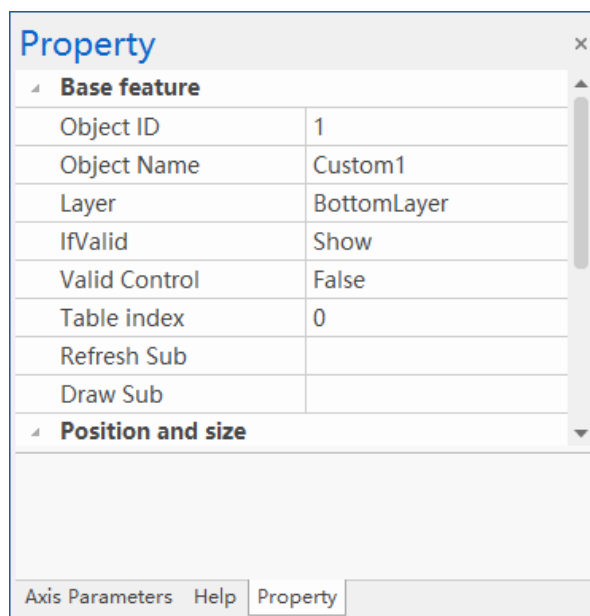 Property
Base feature
Object ID 1
Object Name Custom1
Layer BottomLayer
IfValid Show
Valid Control False
Table index 0
Refresh Sub
Draw Sub
Position and size
Axis Parameters Help Property